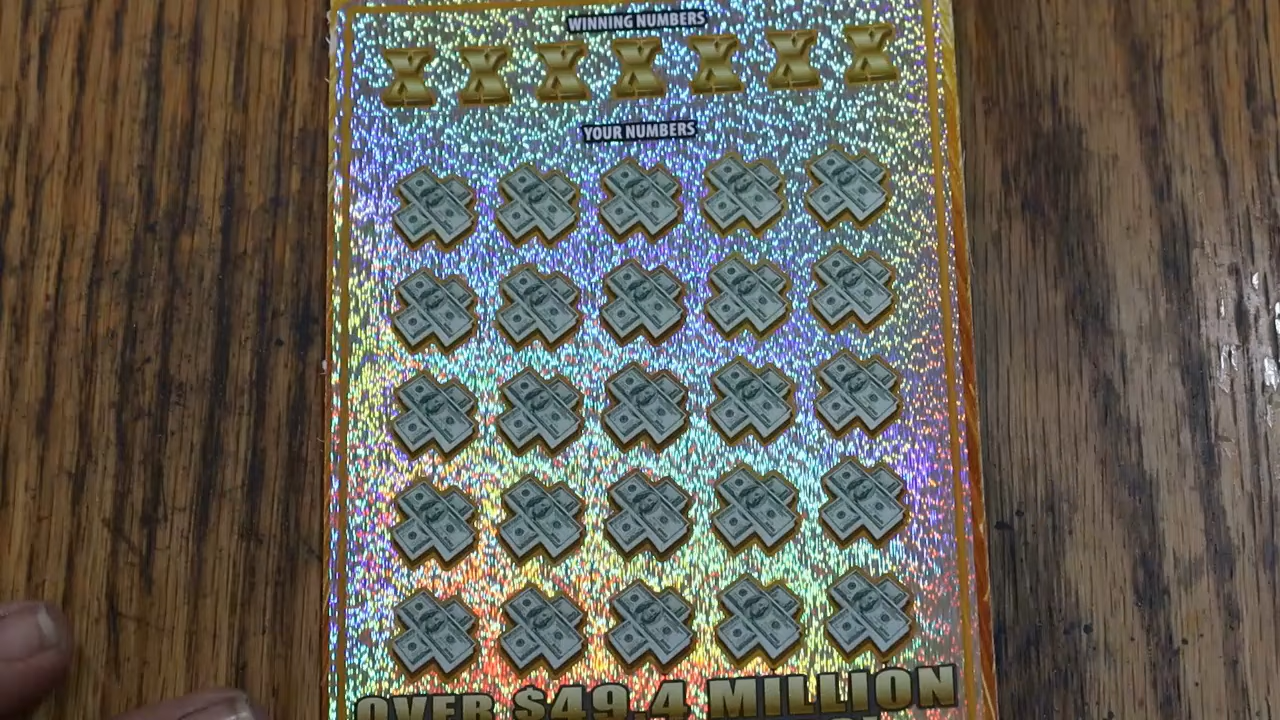 WINNING NUMBERS
X X X X X X X
YOUR NUMBERS
OVER $49.4 MILLION